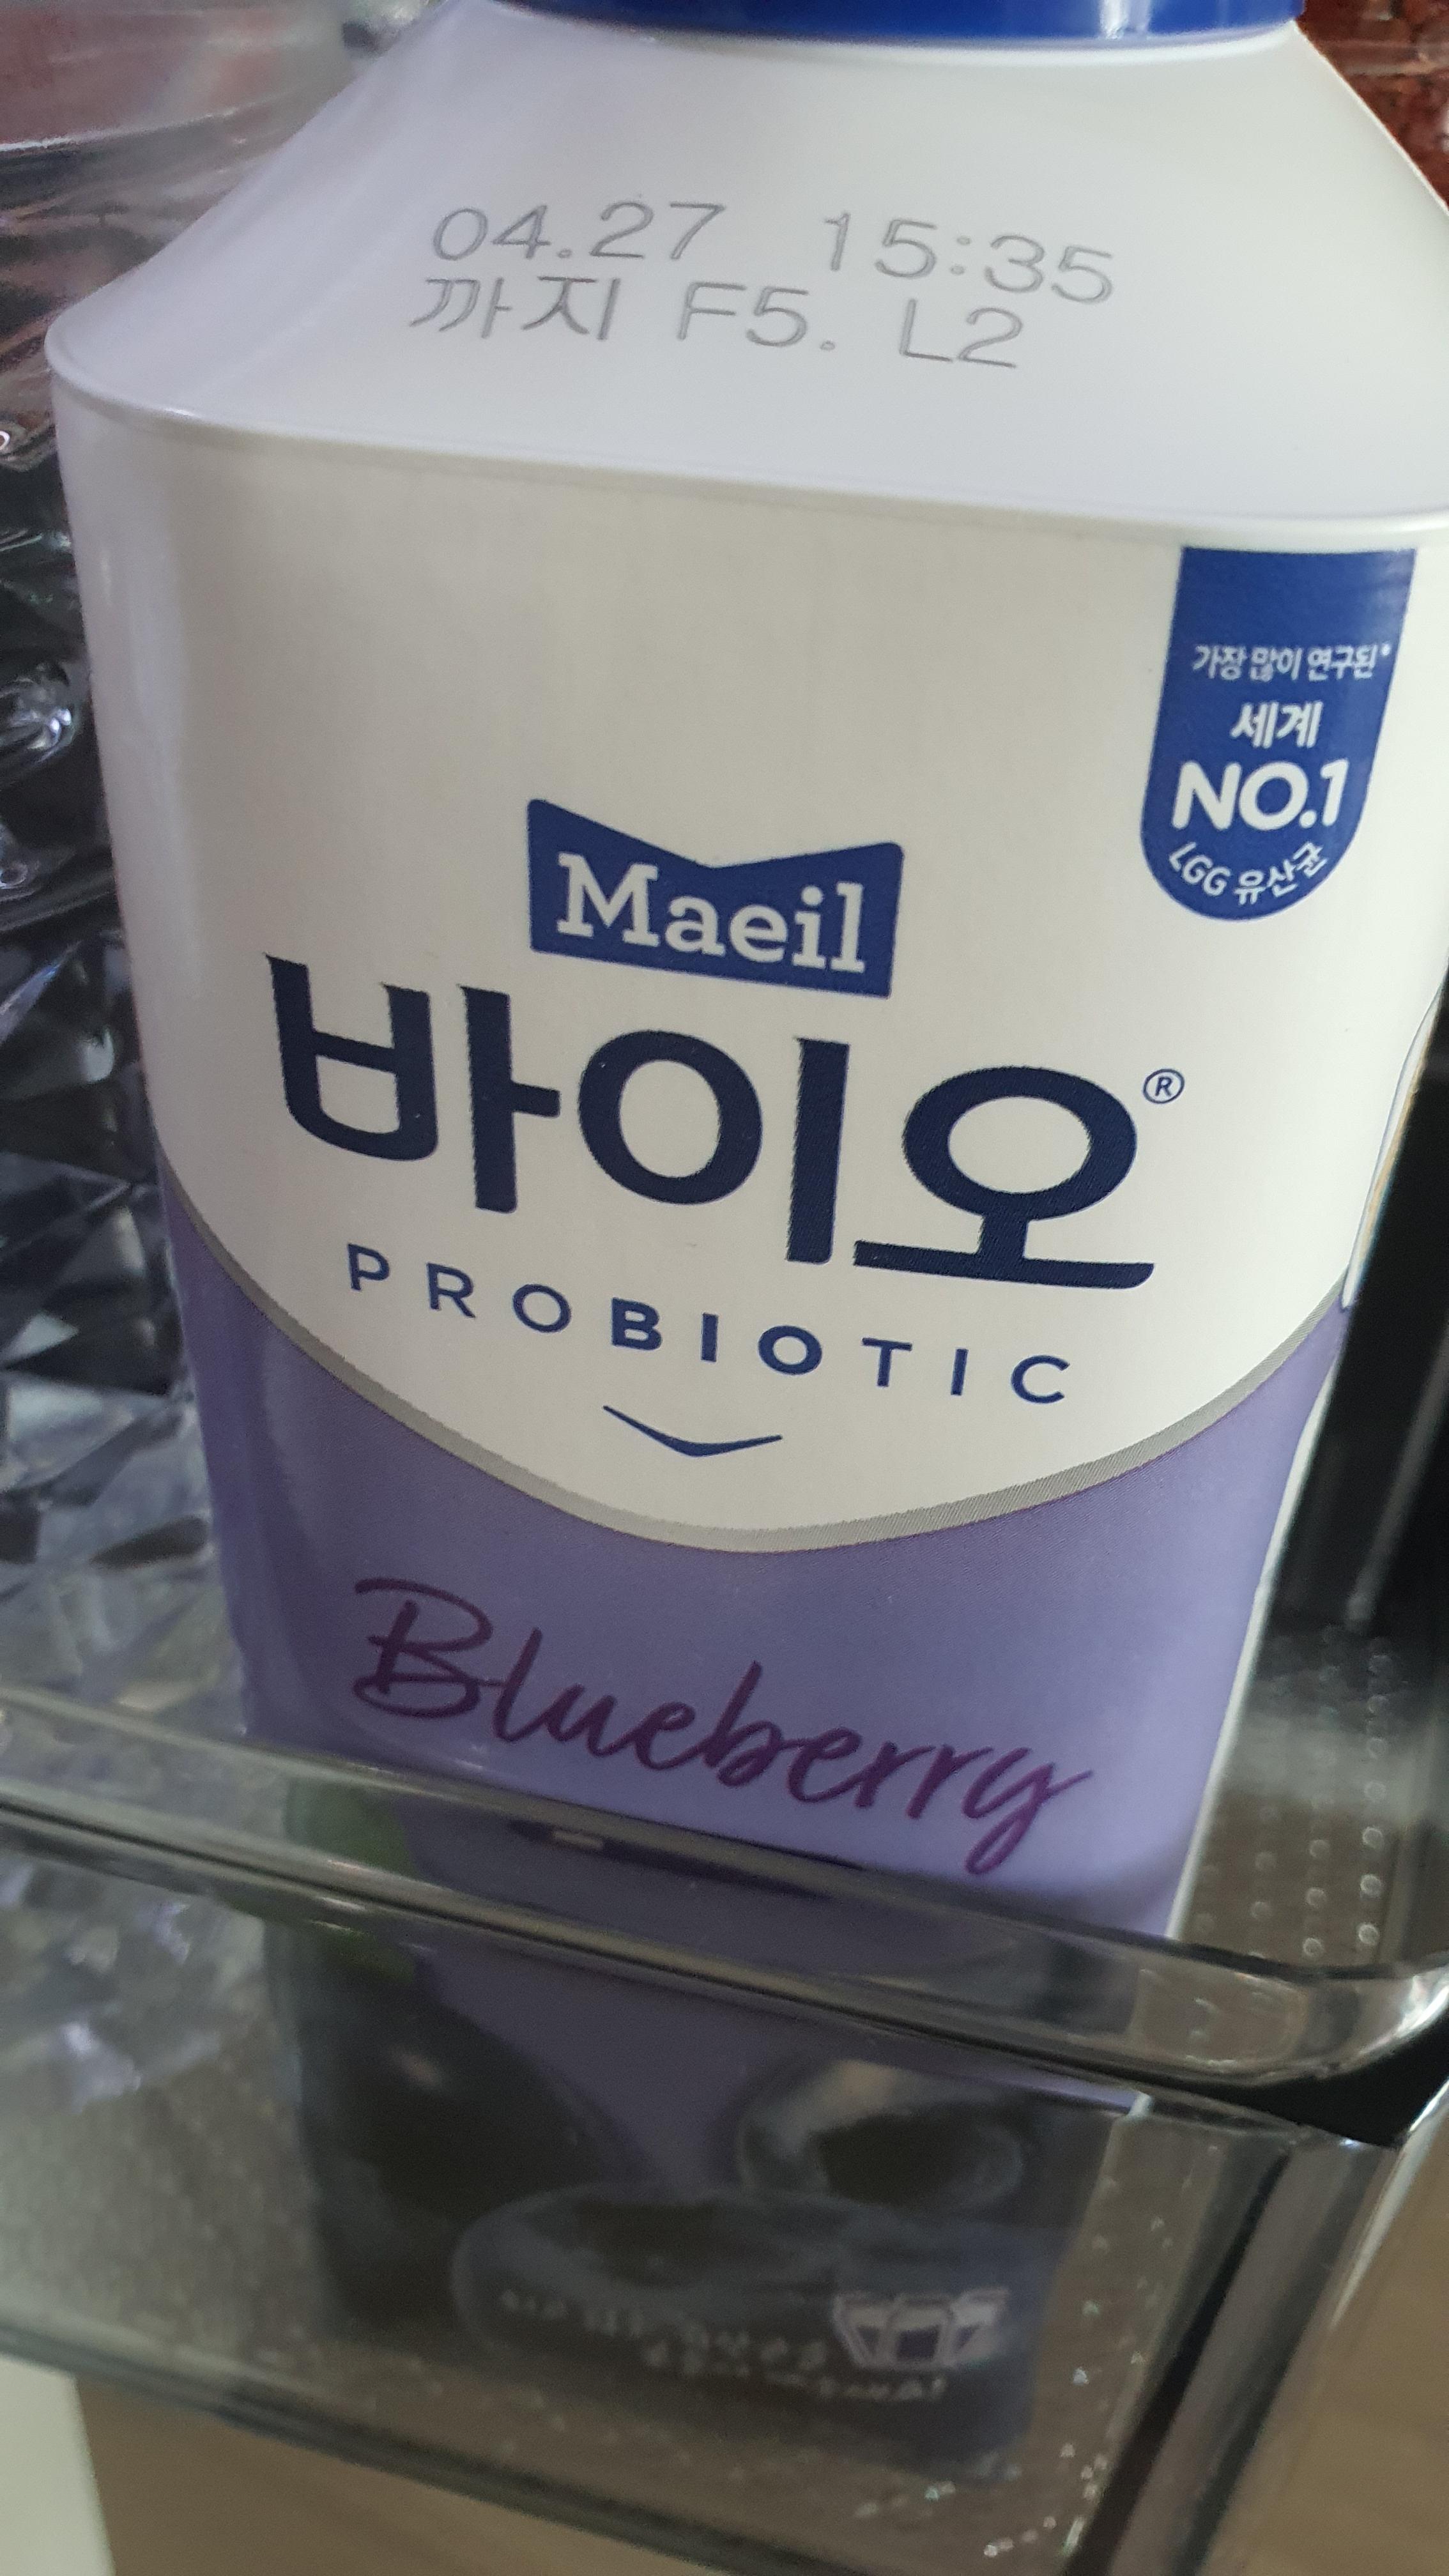 04.27 15:35
까지 F5. L2
가장 많이 연구된*
세계
NO.1
LGG 유산균
Maeil
바이오®
PROBIOTIC
Blueberry